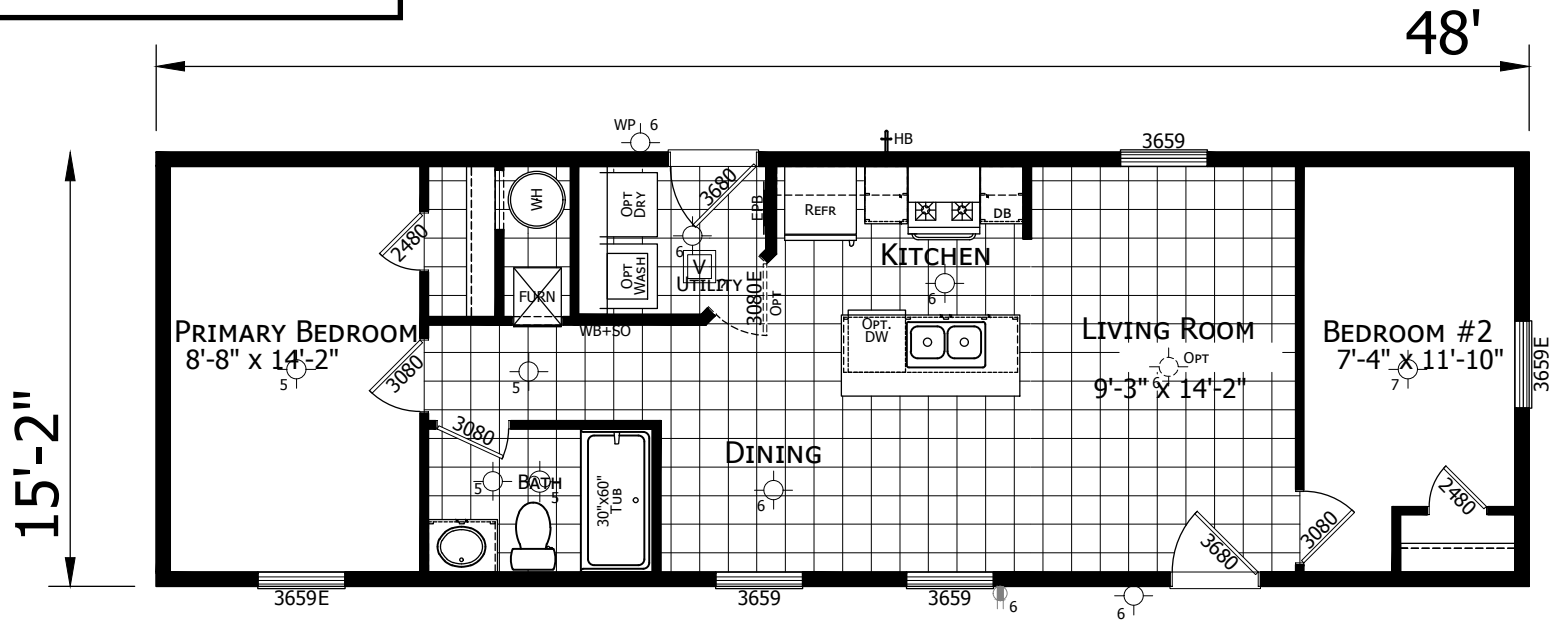 48'
15'-2"
WP 6
HB
3659
2480
WH
FURN
OPT
DRY
OPT
WASH
3680
EPB
6
V
UTILITY
3080E
OPT
WB+SO
REFR
DB
KITCHEN
6
OPT.
DW
PRIMARY BEDROOM
8'-8" x 14'-2"
5
3080
5
LIVING ROOM
OPT
6
9'-3" x 14'-2"
BEDROOM #2
7'-4" x 11'-10"
7
3659E
3080
5
BATH
5
30"x60"
TUB
DINING
6
2480
3080
3680
3659E
3659
3659
6
6